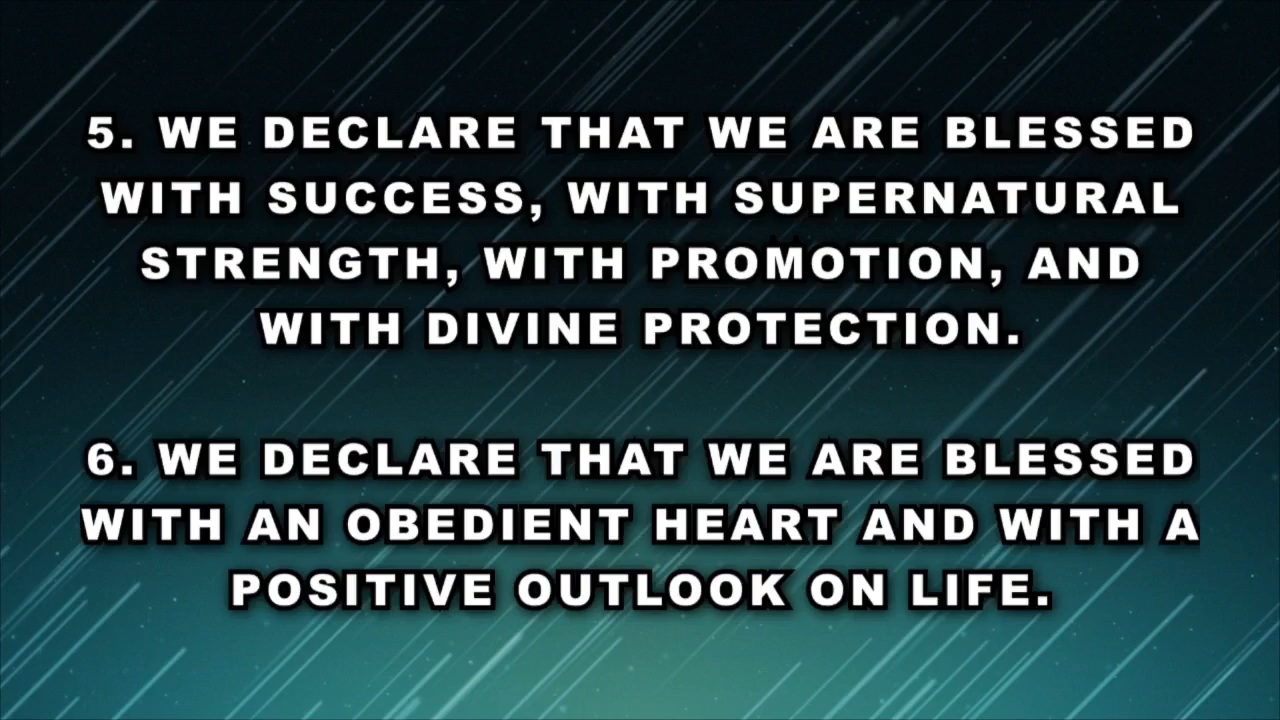 5. WE DECLARE THAT WE ARE BLESSED
WITH SUCCESS, WITH SUPERNATURAL
STRENGTH, WITH PROMOTION, AND
WITH DIVINE PROTECTION.
6. WE DECLARE THAT WE ARE BLESSED
WITH AN OBEDIENT HEART AND WITH A
POSITIVE OUTLOOK ON LIFE.